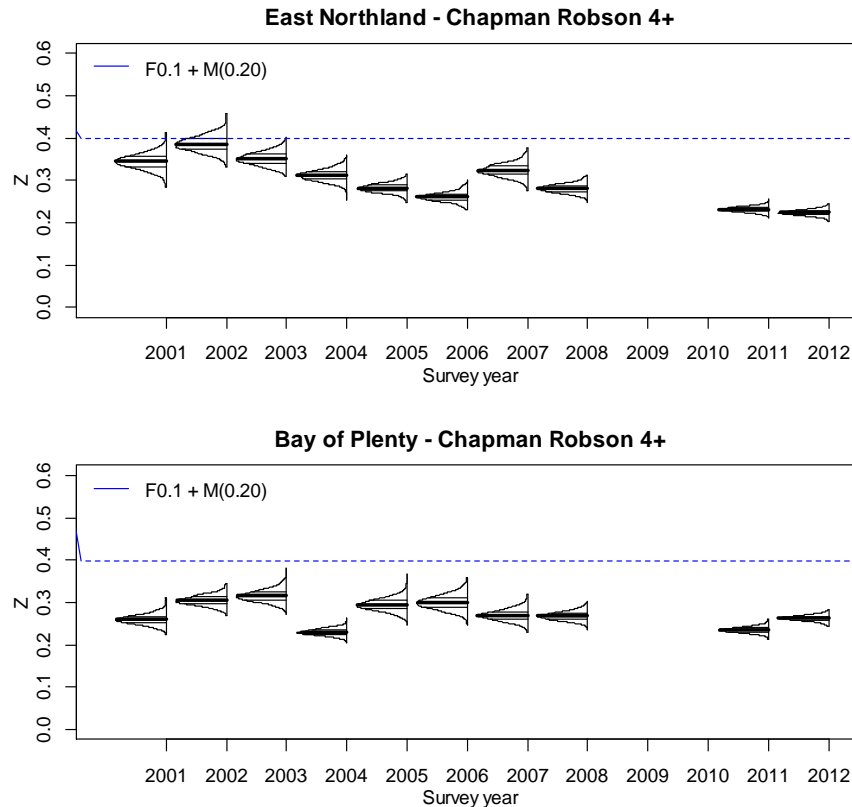 East Northland - Chapman Robson 4+
0.6
0.5
0.4
0.3
0.2
0.1
0.0
Z
F0.1 + M(0.20)
2001 2002 2003 2004 2005 2006 2007 2008 2009 2010 2011 2012
Survey year
Bay of Plenty - Chapman Robson 4+
0.6
0.5
0.4
0.3
0.2
0.1
0.0
Z
F0.1 + M(0.20)
2001 2002 2003 2004 2005 2006 2007 2008 2009 2010 2011 2012
Survey year